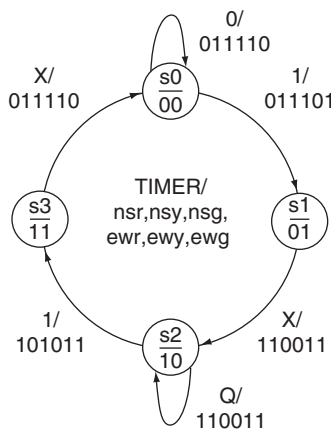 0/
011110
s0
00
X/
011110
1/
011101
TIMER/
nsr,nsy,nsg,
ewr,ewy,ewg
s3
11
s1
01
1/
101011
s2
10
X/
110011
Q/
110011